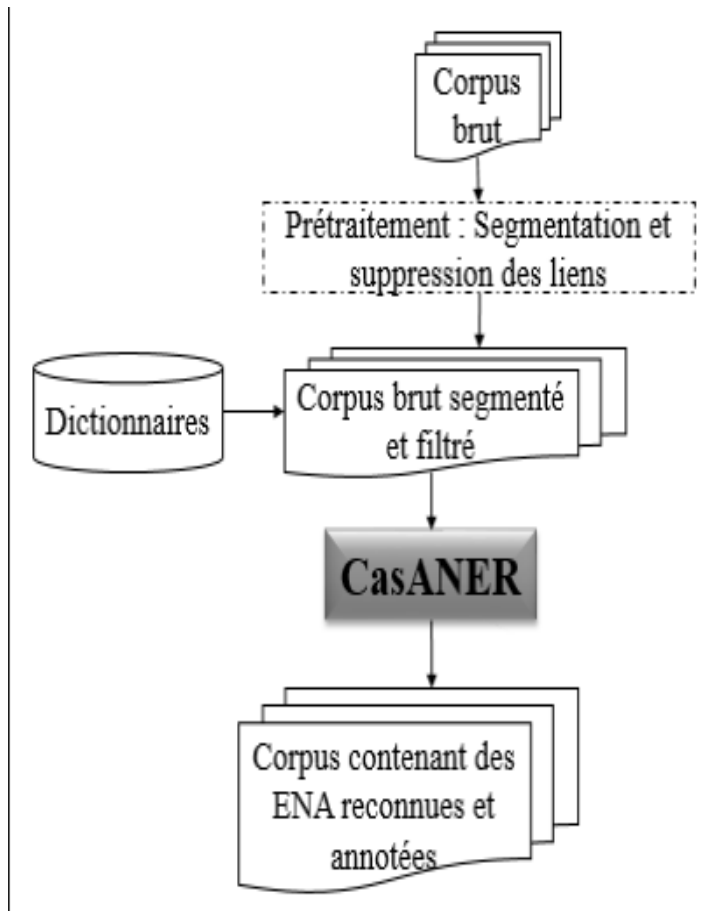 Corpus
brut
Prétraitement : Segmentation et
suppression des liens
Dictionnaires
Corpus brut segmenté
et filtré
CasANER
Corpus contenant des
ENA reconnues et
annotées